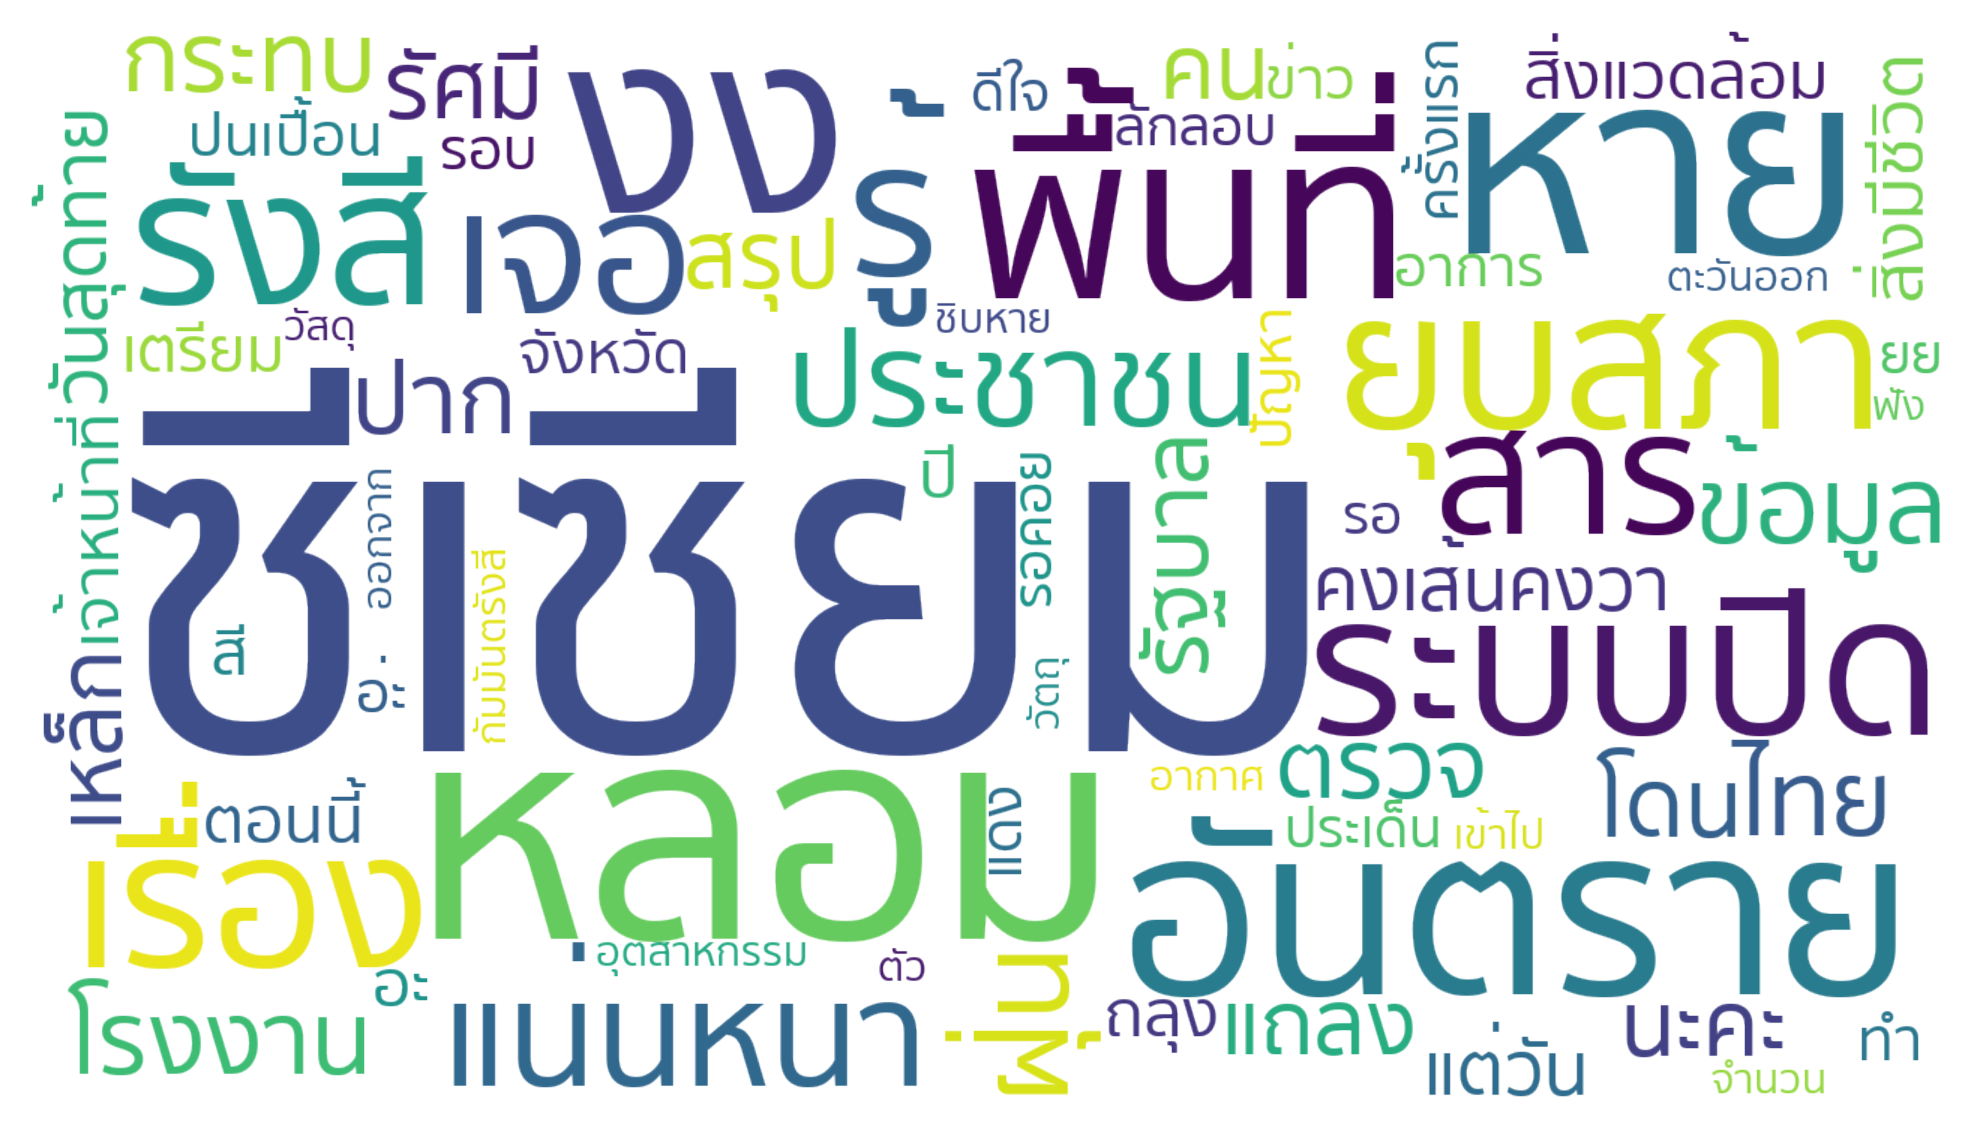 กระทบ
รัศมี
งง
ดีใจ
คน
ข่าว
ครั้งแรก
สิ่งแวดล้อม
สิ่งมีชีวิต
ปนเปื้อน
รอบ
รู้
พื้นที่
ลักลอบ
หาย
วันสุดท้าย
รังสี
เจอ
สรุป
อาการ
ตะวันออก
เตรียม
วัสดุ
จังหวัด
ชิบหาย
ปัญหา
ยุบสภา
ยย
ฟัง
ปาก
ประชาชน
เจ้าหน้าที่
ซีเซียม
ออกจาก
ปี
รอคอย
รัฐบาล
สาร
ข้อมูล
รอ
กัมมันตรังสี
คงเส้นคงวา
สี
อ่ะ
วัตถุ
ระบบปิด
เหล็ก
ตรวจ
โดน
ไทย
ตอนนี้
หลอม
แดง
อากาศ
ประเด็น
เข้าไป
เรื่อง
อันตราย
อุตสาหกรรม
ตัว
อะ
ฝุ่น
โรงงาน
แน่นหนา
ถลุง
แถลง
แต่วัน
นะคะ
ทำ
จำนวน